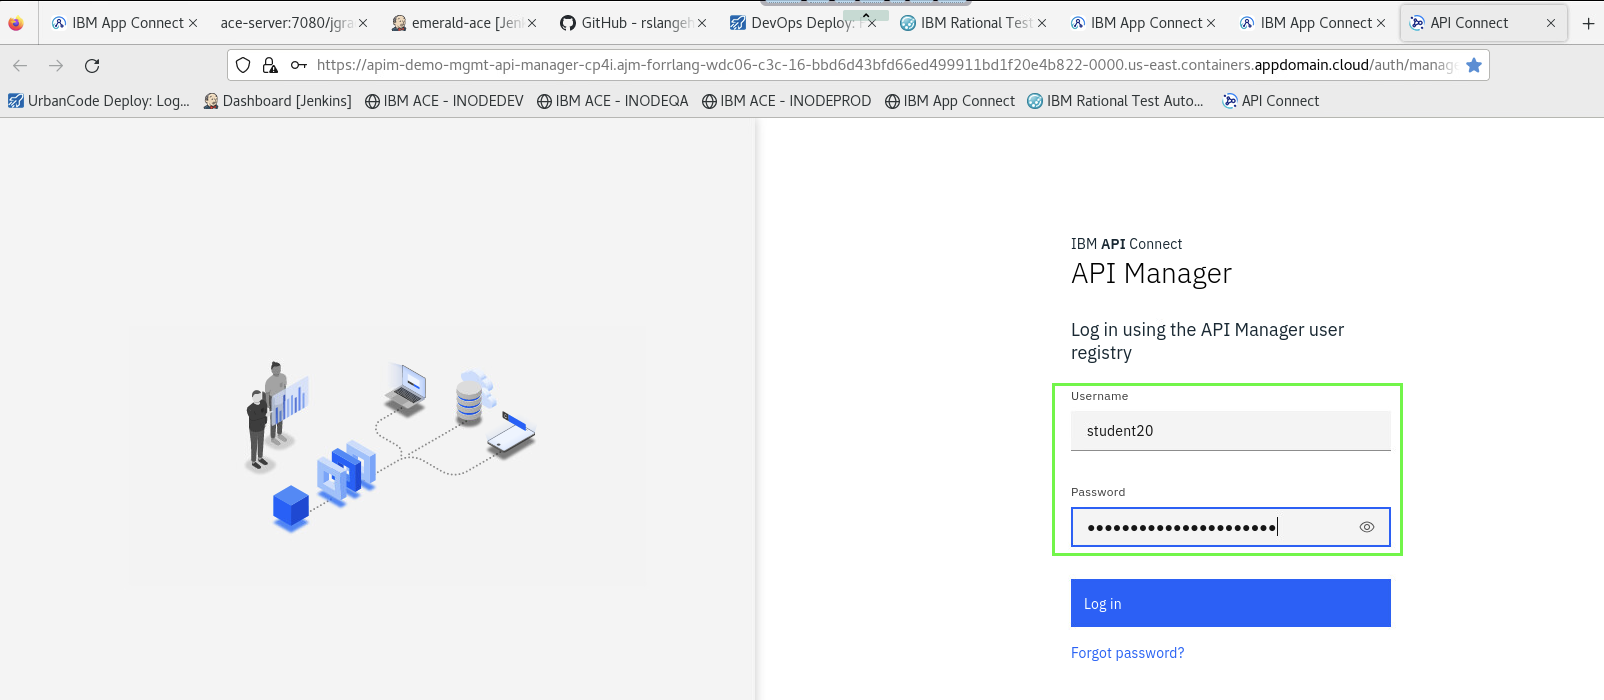 IBM App Connect
ace-server:7080/jgra
emerald-ace [Jen
GitHub - rslangeh
DevOps Deploy:
IBM Rational Test
IBM App Connect
IBM App Connect
API Connect
https://apim-demo-mgmt-api-manager-cp4i.ajm-forrlang-wdc06-c3c-16-bbd6d43bfd66ed499911bd1f20e4b822-0000.us-east.containers.appdomain.cloud/auth/manage
UrbanCode Deploy: Log...
Dashboard [Jenkins]
IBM ACE - INODEDEV
IBM ACE - INODEQA
IBM ACE - INODEPROD
IBM App Connect
IBM Rational Test Auto...
API Connect
IBM API Connect
API Manager
Log in using the API Manager user
registry
Username
student20
Password
●●●●●●●●●●●●●●●●●●●●●●
Log in
Forgot password?